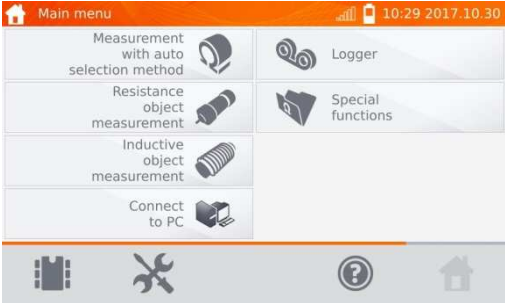 Main menu
10:29 2017.10.30
Measurement
with auto
selection method
Logger
Resistance
object
measurement
Special
functions
Inductive
object
measurement
Connect
to PC